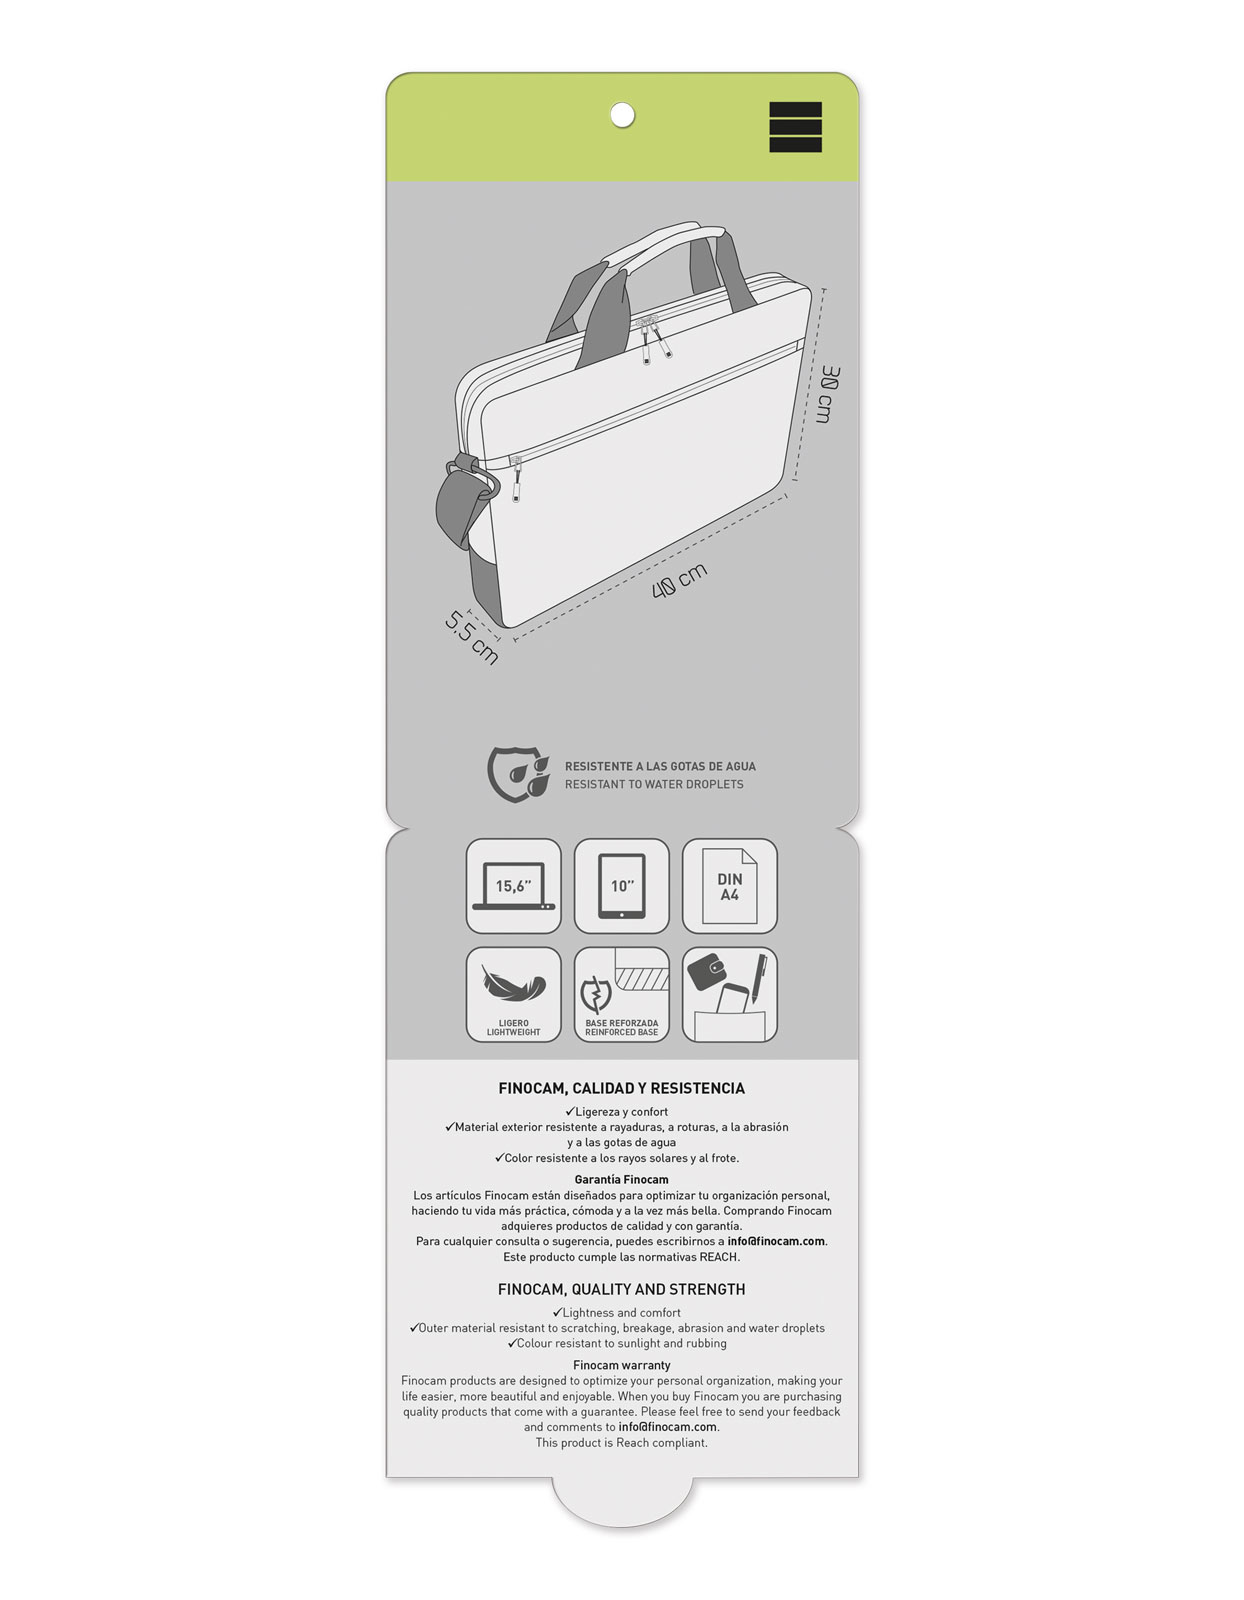 30 cm
40 cm
5,5 cm
RESISTENTE A LAS GOTAS DE AGUA
RESISTANT TO WATER DROPLETS
15,6”
10”
DIN
A4
LIGERO
LIGHTWEIGHT
BASE REFORZADA
REINFORCED BASE
FINOCAM, CALIDAD Y RESISTENCIA
✓Ligereza y confort
✓Material exterior resistente a rayaduras, a roturas, a la abrasión
y a las gotas de agua
✓Color resistente a los rayos solares y al frote.
Garantía Finocam
Los artículos Finocam están diseñados para optimizar tu organización personal,
haciendo tu vida más práctica, cómoda y a la vez más bella. Comprando Finocam
adquieres productos de calidad y con garantía.
Para cualquier consulta o sugerencia, puedes escribirnos a info@finocam.com.
Este producto cumple las normativas REACH.
FINOCAM, QUALITY AND STRENGTH
✓Lightness and comfort
✓Outer material resistant to scratching, breakage, abrasion and water droplets
✓Colour resistant to sunlight and rubbing
Finocam warranty
Finocam products are designed to optimize your personal organization, making your
life easier, more beautiful and enjoyable. When you buy Finocam you are purchasing
quality products that come with a guarantee. Please feel free to send your feedback
and comments to info@finocam.com.
This product is Reach compliant.